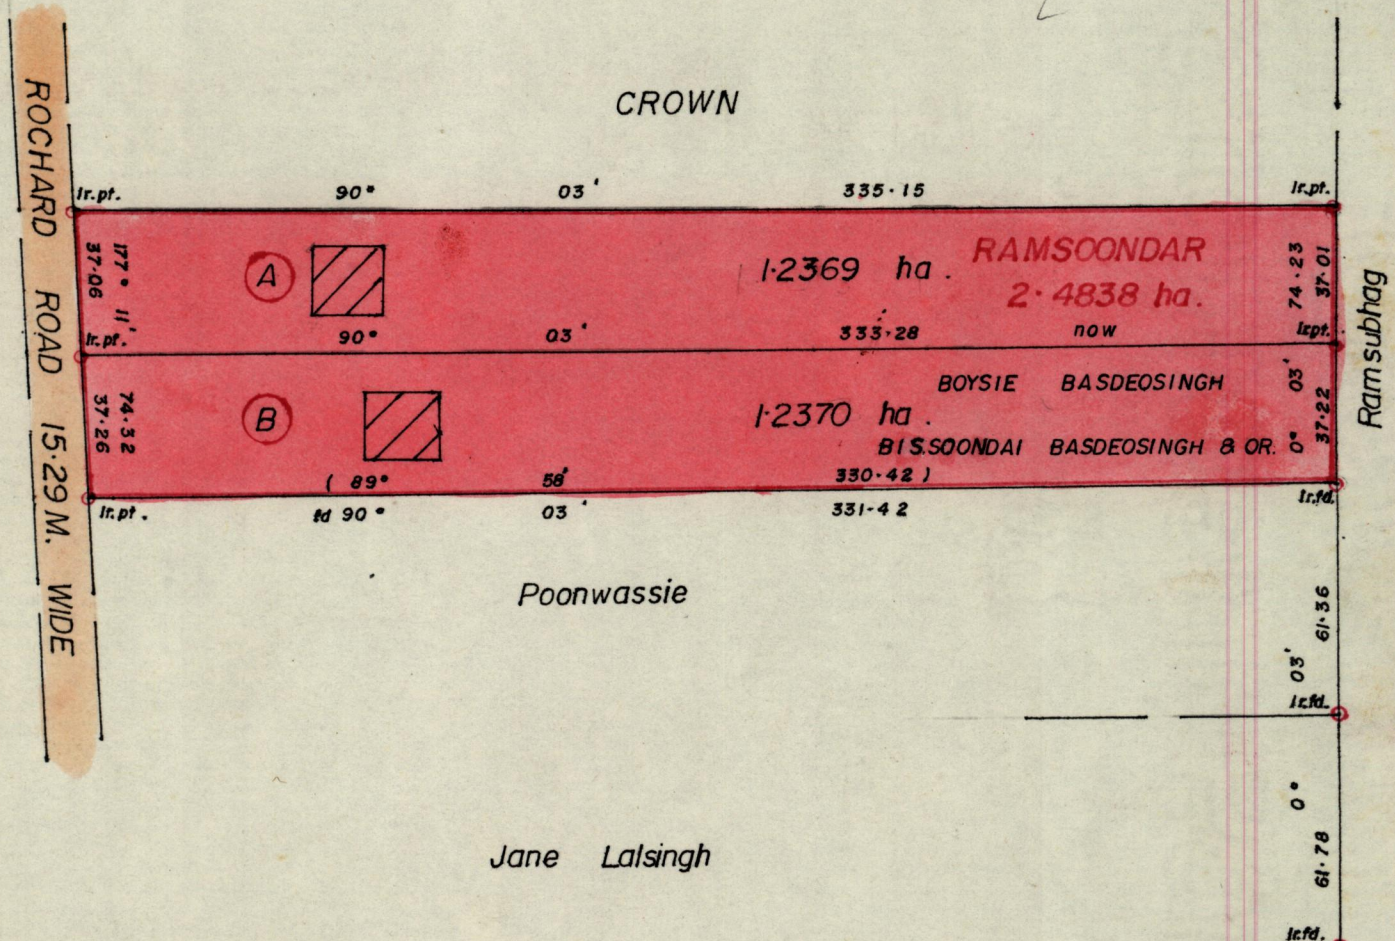 CROWN
Ir.pt.
90° 03' 335·15
Ir.pt.
ROCHARD ROAD 15·29 M. WIDE
177° 11'
37·06
A
1·2369 ha.
RAMSOONDAR
2·4838 ha.
74·23
37·01
Ramsubhag
Ir.pt.
90° 03' 333·28
now
Ir.pt.
74·32
37·26
B
1·2370 ha.
BOYSIE BASDEOSINGH
BISSOONDAI BASDEOSINGH & OR.
0° 03'
37·22
( 89° 58' 330·42 )
Ir.pt.
td 90° 03' 331·42
Ir.fd.
Poonwassie
61·36
0° 03'
Ir.fd.
Jane Lalsingh
61·78
Ir.fd.